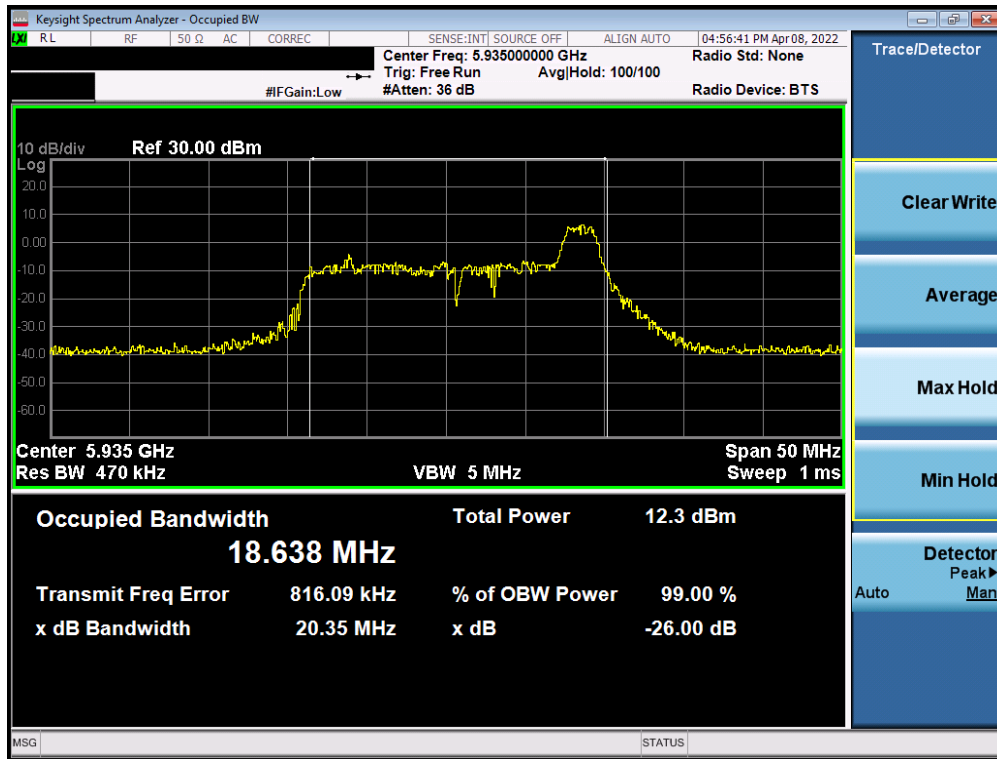 Keysight Spectrum Analyzer - Occupied BW
LXI RL RF 50 Ω AC CORREC SENSE:INT SOURCE OFF ALIGN AUTO 04:56:41 PM Apr 08, 2022
Center Freq: 5.935000000 GHz Radio Std: None
Trig: Free Run Avg|Hold: 100/100
#IFGain:Low #Atten: 36 dB Radio Device: BTS
10 dB/div Ref 30.00 dBm
Log
20.0
10.0
0.00
-10.0
-20.0
-30.0
-40.0
-50.0
-60.0
Center 5.935 GHz Span 50 MHz
Res BW 470 kHz VBW 5 MHz Sweep 1 ms
Occupied Bandwidth Total Power 12.3 dBm
18.638 MHz
Transmit Freq Error 816.09 kHz % of OBW Power 99.00 %
x dB Bandwidth 20.35 MHz x dB -26.00 dB
MSG STATUS
Trace/Detector
Clear Write
Average
Max Hold
Min Hold
Detector
Peak▶
Auto Man